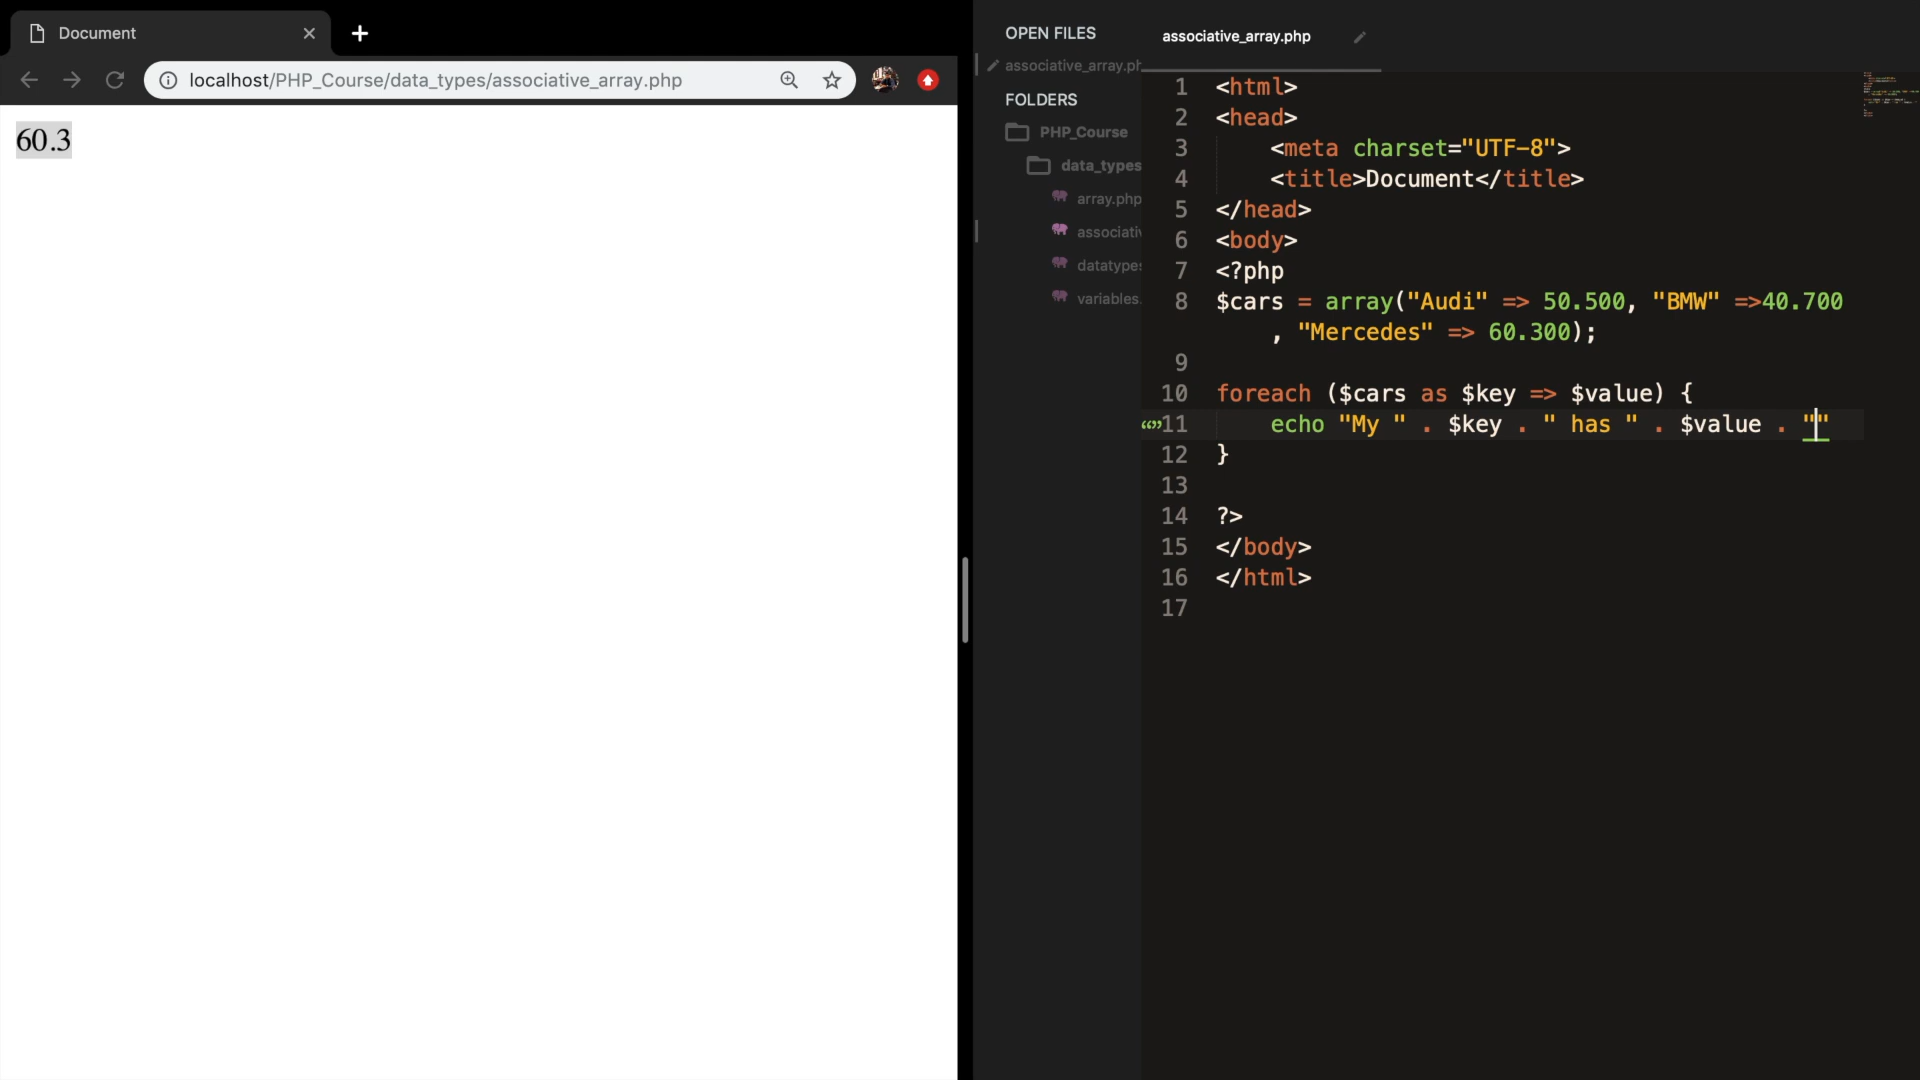 Document
localhost/PHP_Course/data_types/associative_array.php
60.3
OPEN FILES
associative_array.ph
FOLDERS
PHP_Course
data_types
array.php
associativ
datatypes
variables.
associative_array.php
1 <html>
2 <head>
3 <meta charset="UTF-8">
4 <title>Document</title>
5 </head>
6 <body>
7 <?php
8 $cars = array("Audi" => 50.500, "BMW" =>40.700
, "Mercedes" => 60.300);
9
10 foreach ($cars as $key => $value) {
11 echo "My " . $key . " has " . $value . ""
12 }
13
14 ?>
15 </body>
16 </html>
17